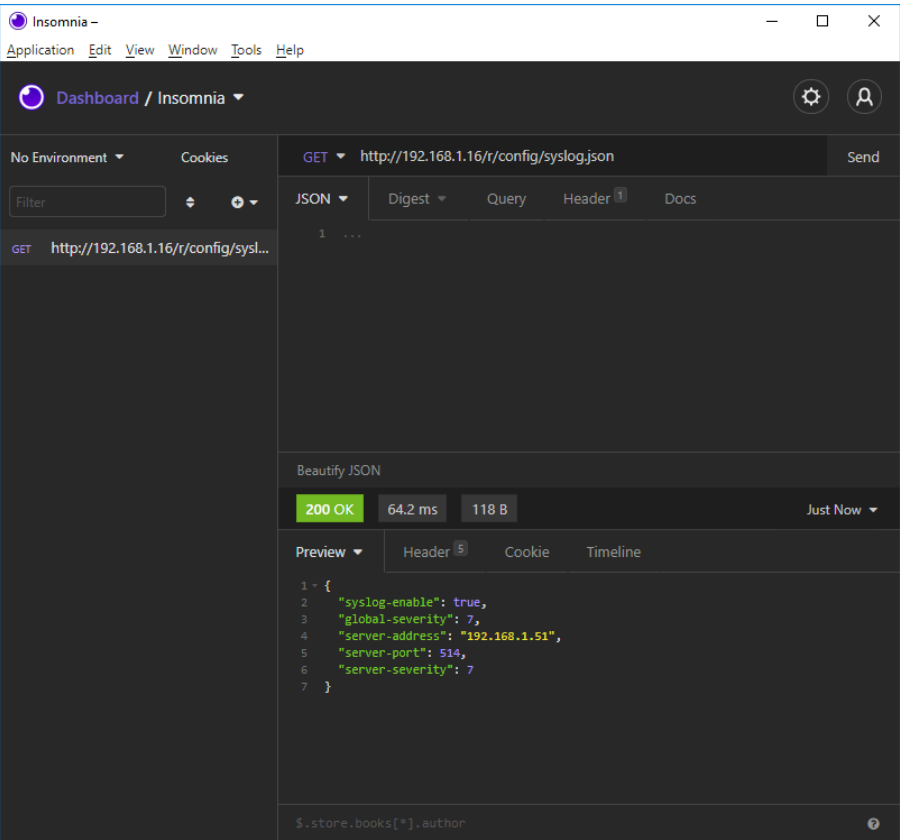 Insomnia –
Application Edit View Window Tools Help
Dashboard / Insomnia
No Environment Cookies
GET http://192.168.1.16/r/config/syslog.json Send
Filter
JSON Digest Query Header 1 Docs
GET http://192.168.1.16/r/config/sysl...
1 ...
Beautify JSON
200 OK 64.2 ms 118 B Just Now
Preview Header 5 Cookie Timeline
1 {
2 "syslog-enable": true,
3 "global-severity": 7,
4 "server-address": "192.168.1.51",
5 "server-port": 514,
6 "server-severity": 7
7 }
$.store.books[*].author